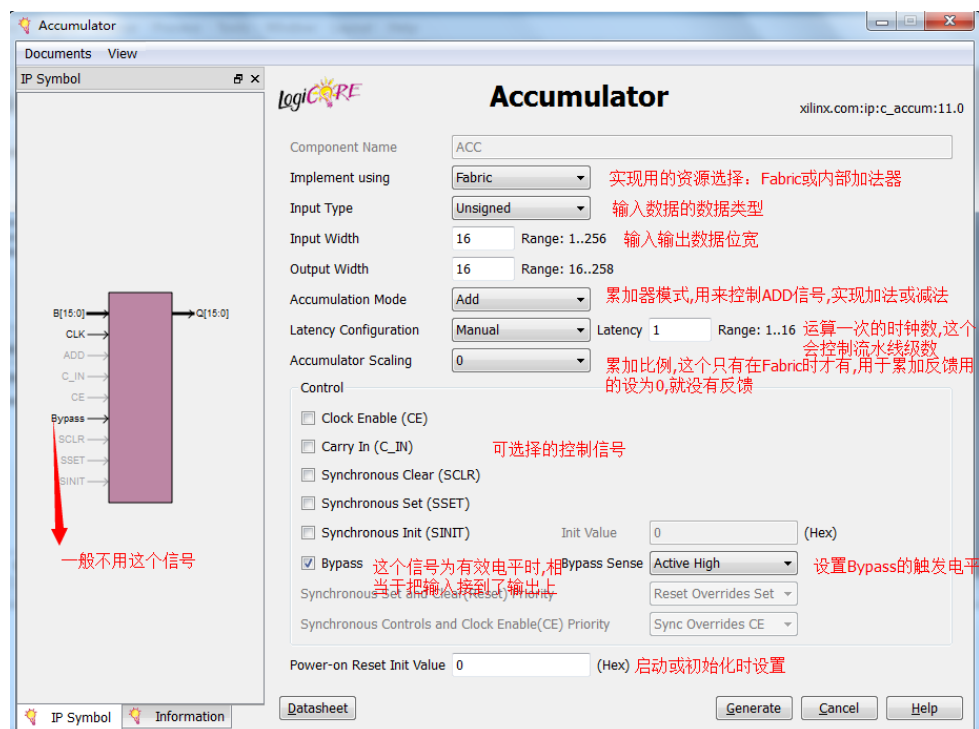 Accumulator
Documents View
IP Symbol
LogiCORE
Accumulator
xilinx.com:ip:c_accum:11.0
Component Name ACC
Implement using Fabric 实现用的资源选择：Fabric或内部加法器
Input Type Unsigned 输入数据的数据类型
Input Width 16 Range: 1..256 输入输出数据位宽
Output Width 16 Range: 16..258
Accumulation Mode Add 累加器模式,用来控制ADD信号,实现加法或减法
Latency Configuration Manual Latency 1 Range: 1..16 运算一次的时钟数,这个
会控制流水线级数
Accumulator Scaling 0 累加比例,这个只有在Fabric时才有,用于累加反馈用
的设为0,就没有反馈
B[15:0] Q[15:0]
CLK
ADD
C_IN
CE
Bypass
SCLR
SSET
SINIT
一般不用这个信号
Control
Clock Enable (CE)
Carry In (C_IN) 可选择的控制信号
Synchronous Clear (SCLR)
Synchronous Set (SSET)
Synchronous Init (SINIT) Init Value 0 (Hex)
Bypass 这个信号为有效电平时,相 Bypass Sense Active High 设置Bypass的触发电平
当于把输入接到了输出上
Synchronous Set and Clear(Reset) Priority Reset Overrides Set
Synchronous Controls and Clock Enable(CE) Priority Sync Overrides CE
Power-on Reset Init Value 0 (Hex) 启动或初始化时设置
IP Symbol Information
Datasheet Generate Cancel Help